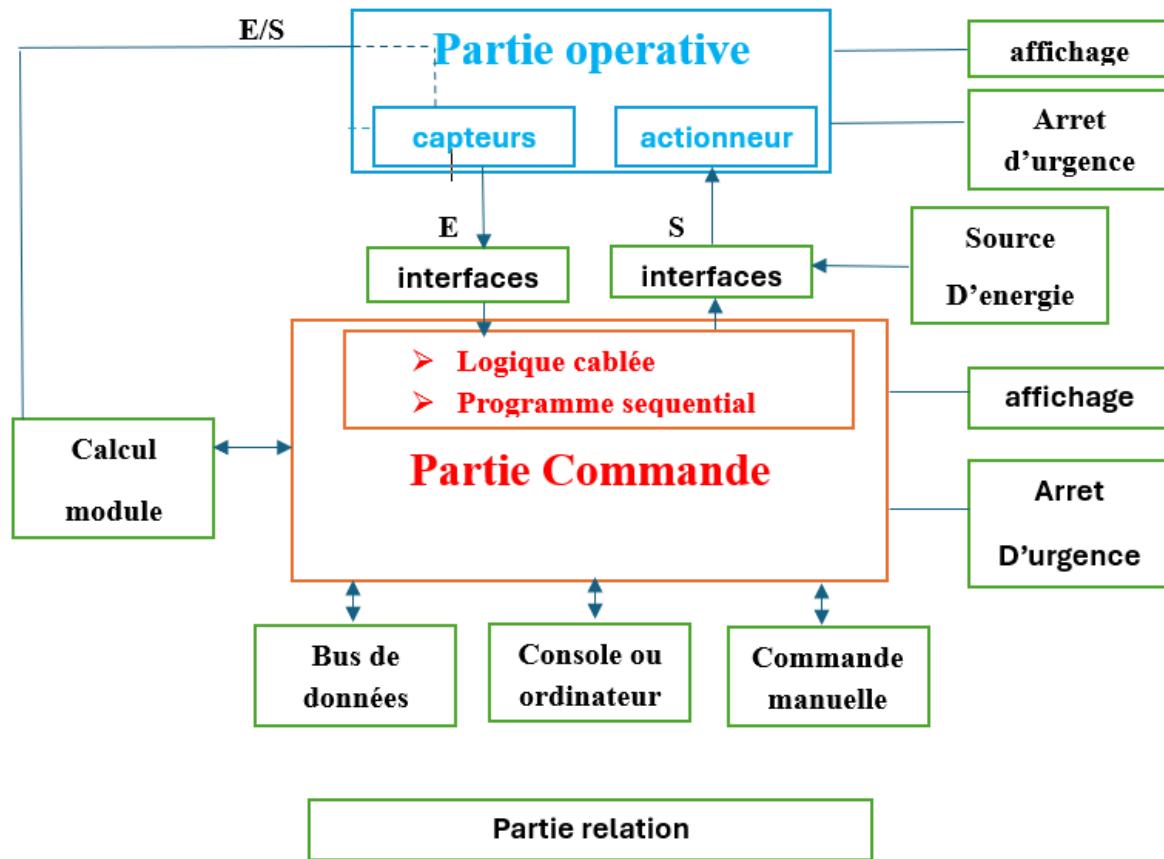 E/S
Partie operative
affichage
capteurs
actionneur
Arret
d’urgence
E
S
interfaces
interfaces
Source
D’energie
➢ Logique cablée
➢ Programme sequential
affichage
Calcul
module
Partie Commande
Arret
D’urgence
Bus de
données
Console ou
ordinateur
Commande
manuelle
Partie relation